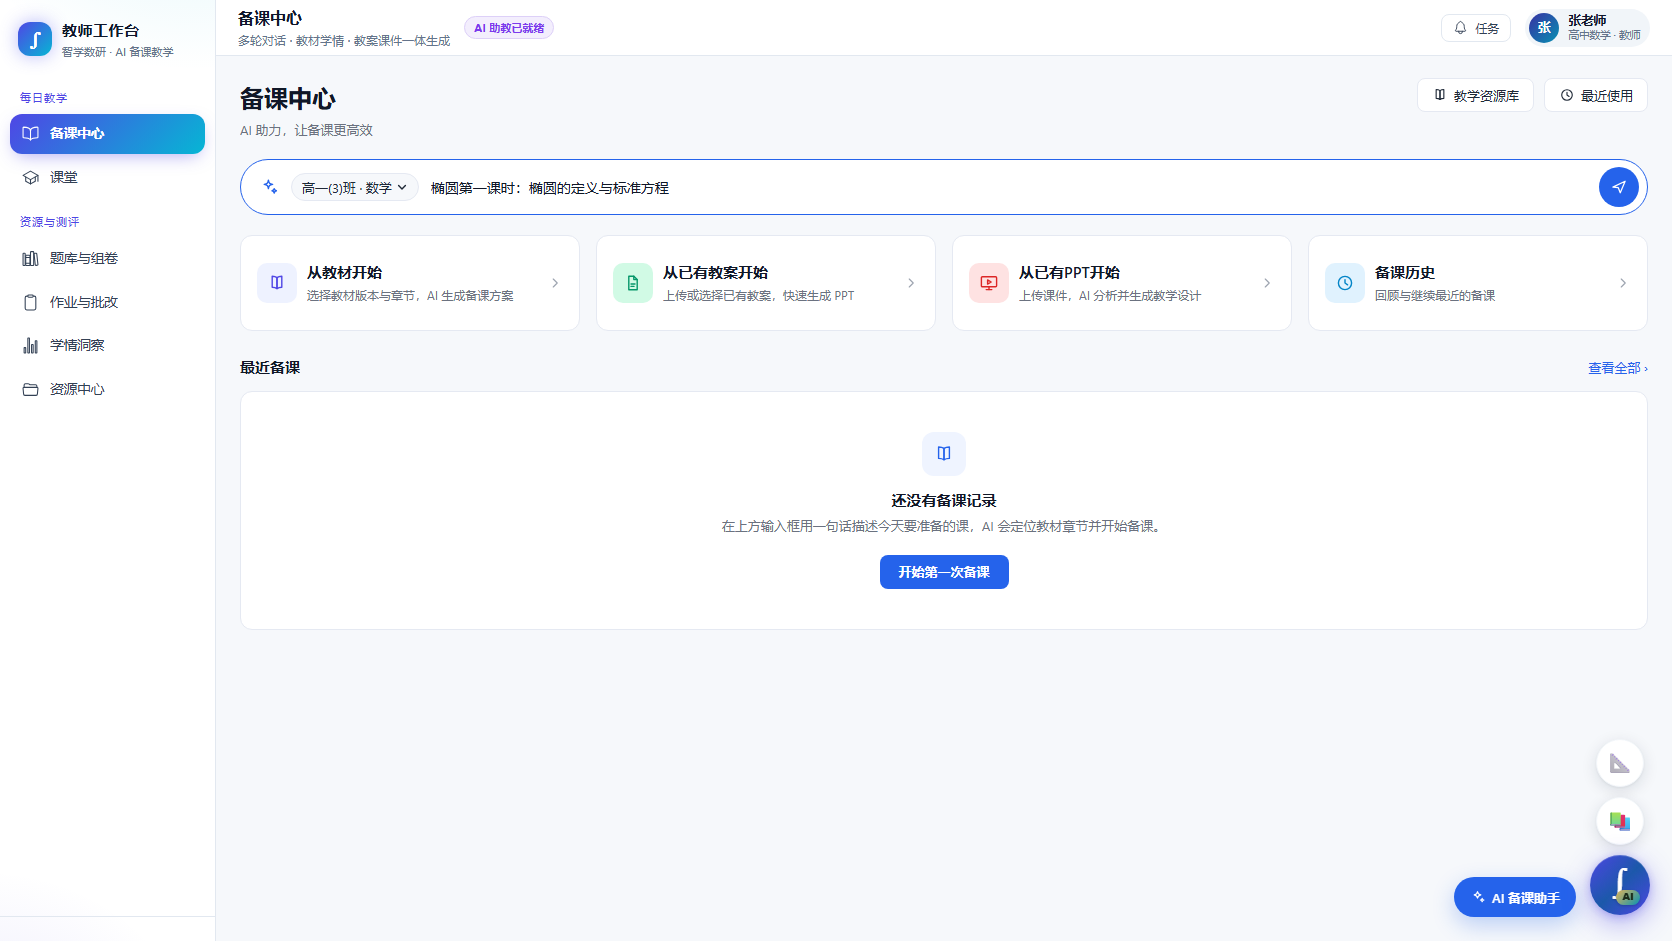 教师工作台
智学数研 · AI 备课教学
每日教学
备课中心
课堂
资源与测评
题库与组卷
作业与批改
学情洞察
资源中心
备课中心
多轮对话 · 教材学情 · 教案课件一体生成
AI 助教已就绪
任务
张
张老师
高中数学 · 教师
备课中心
AI 助力，让备课更高效
教学资源库
最近使用
高一(3)班 · 数学
椭圆第一课时：椭圆的定义与标准方程
从教材开始
选择教材版本与章节，AI 生成备课方案
从已有教案开始
上传或选择已有教案，快速生成 PPT
从已有PPT开始
上传课件，AI 分析并生成教学设计
备课历史
回顾与继续最近的备课
最近备课
查看全部 ›
还没有备课记录
在上方输入框用一句话描述今天要准备的课，AI 会定位教材章节并开始备课。
开始第一次备课
AI 备课助手
∫
AI